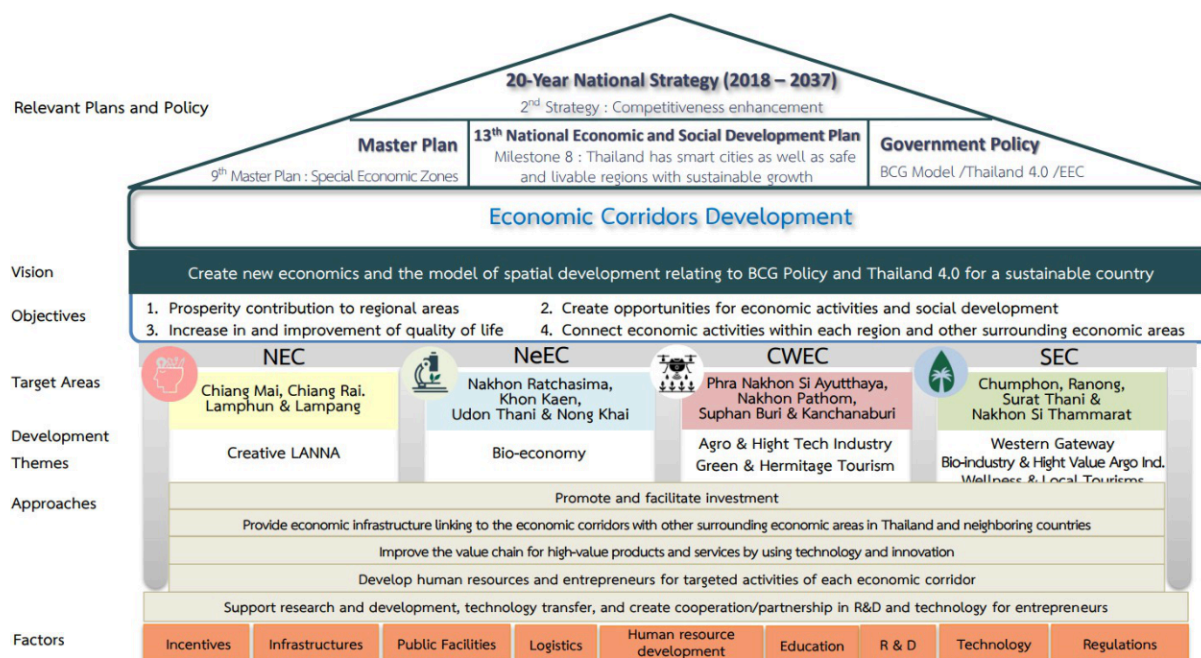 20-Year National Strategy (2018 – 2037)
Relevant Plans and Policy
2nd Strategy : Competitiveness enhancement
Master Plan
9th Master Plan : Special Economic Zones
13th National Economic and Social Development Plan
Milestone 8 : Thailand has smart cities as well as safe
and livable regions with sustainable growth
Government Policy
BCG Model /Thailand 4.0 /EEC
Economic Corridors Development
Vision
Create new economics and the model of spatial development relating to BCG Policy and Thailand 4.0 for a sustainable country
Objectives
1. Prosperity contribution to regional areas
2. Create opportunities for economic activities and social development
3. Increase in and improvement of quality of life
4. Connect economic activities within each region and other surrounding economic areas
NEC
NeEC
CWEC
SEC
Target Areas
Chiang Mai, Chiang Rai.
Lamphun & Lampang
Nakhon Ratchasima,
Khon Kaen,
Udon Thani & Nong Khai
Phra Nakhon Si Ayutthaya,
Nakhon Pathom,
Suphan Buri & Kanchanaburi
Chumphon, Ranong,
Surat Thani &
Nakhon Si Thammarat
Development
Themes
Creative LANNA
Bio-economy
Agro & Hight Tech Industry
Green & Hermitage Tourism
Western Gateway
Bio-industry & Hight Value Argo Ind.
Wellness & Local Tourisms
Approaches
Promote and facilitate investment
Provide economic infrastructure linking to the economic corridors with other surrounding economic areas in Thailand and neighboring countries
Improve the value chain for high-value products and services by using technology and innovation
Develop human resources and entrepreneurs for targeted activities of each economic corridor
Support research and development, technology transfer, and create cooperation/partnership in R&D and technology for entrepreneurs
Factors
Incentives
Infrastructures
Public Facilities
Logistics
Human resource
development
Education
R & D
Technology
Regulations